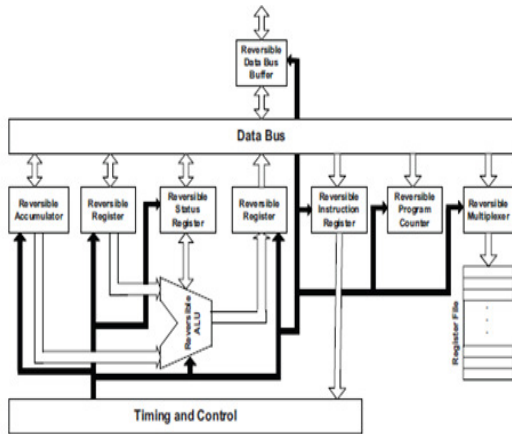 Reversible
Data Bus
Buffer
Data Bus
Reversible
Accumulator
Reversible
Register
Reversible
Status
Register
Reversible
Register
Reversible
Instruction
Register
Reversible
Program
Counter
Reversible
Multiplexer
Reversible
ALU
Register File
Timing and Control